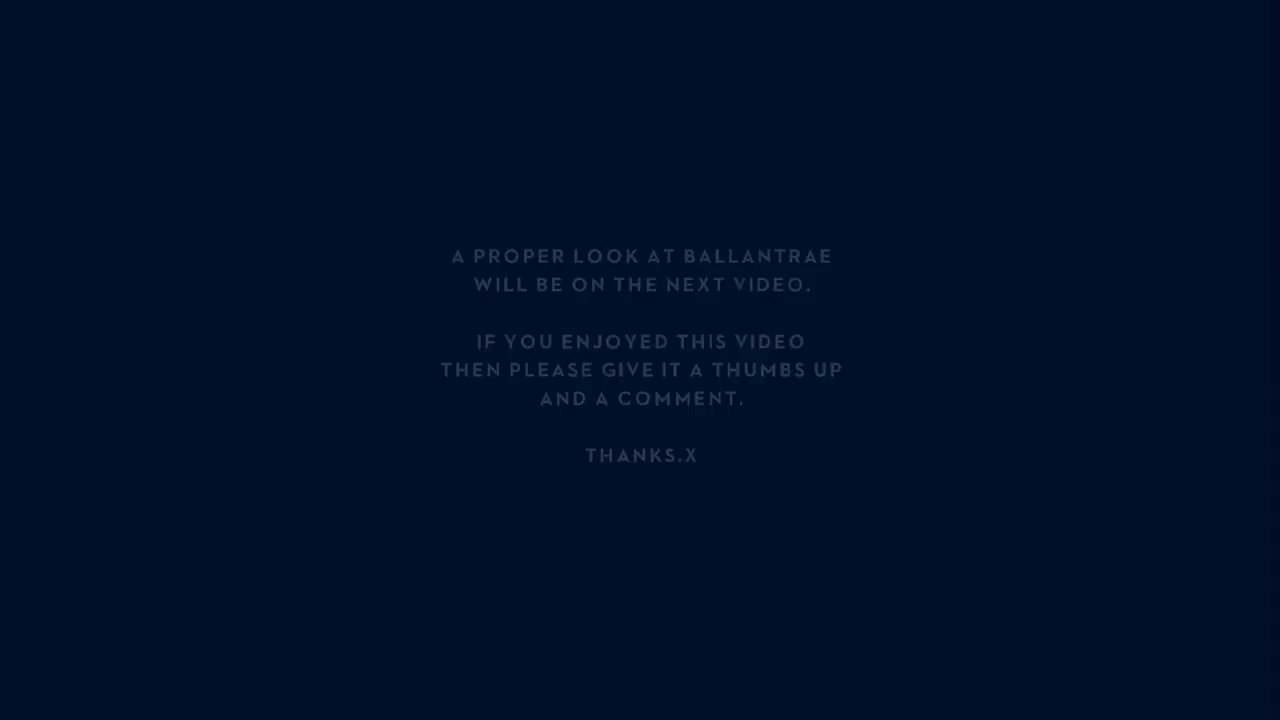 A PROPER LOOK AT BALLANTRAE
WILL BE ON THE NEXT VIDEO.
IF YOU ENJOYED THIS VIDEO
THEN PLEASE GIVE IT A THUMBS UP
AND A COMMENT.
THANKS.X